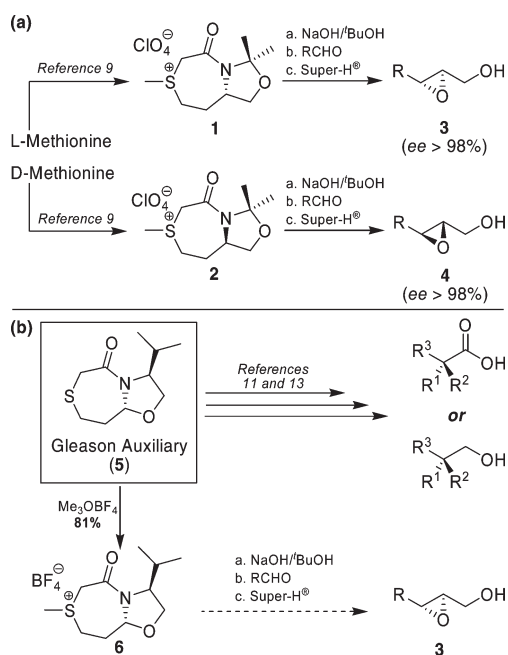 (a)
ClO4⊖
O
N
S⊕
O
Reference 9
1
a. NaOH/tBuOH
b. RCHO
c. Super-H®
R
OH
O
3
(ee > 98%)
L-Methionine
D-Methionine
ClO4⊖
O
N
S⊕
O
Reference 9
2
a. NaOH/tBuOH
b. RCHO
c. Super-H®
R
OH
O
4
(ee > 98%)
(b)
O
N
S
O
Gleason Auxiliary
(5)
References
11 and 13
R3
O
OH
R1 R2
or
R3
OH
R1 R2
Me3OBF4
81%
BF4⊖
O
N
S⊕
O
6
a. NaOH/tBuOH
b. RCHO
c. Super-H®
R
OH
O
3